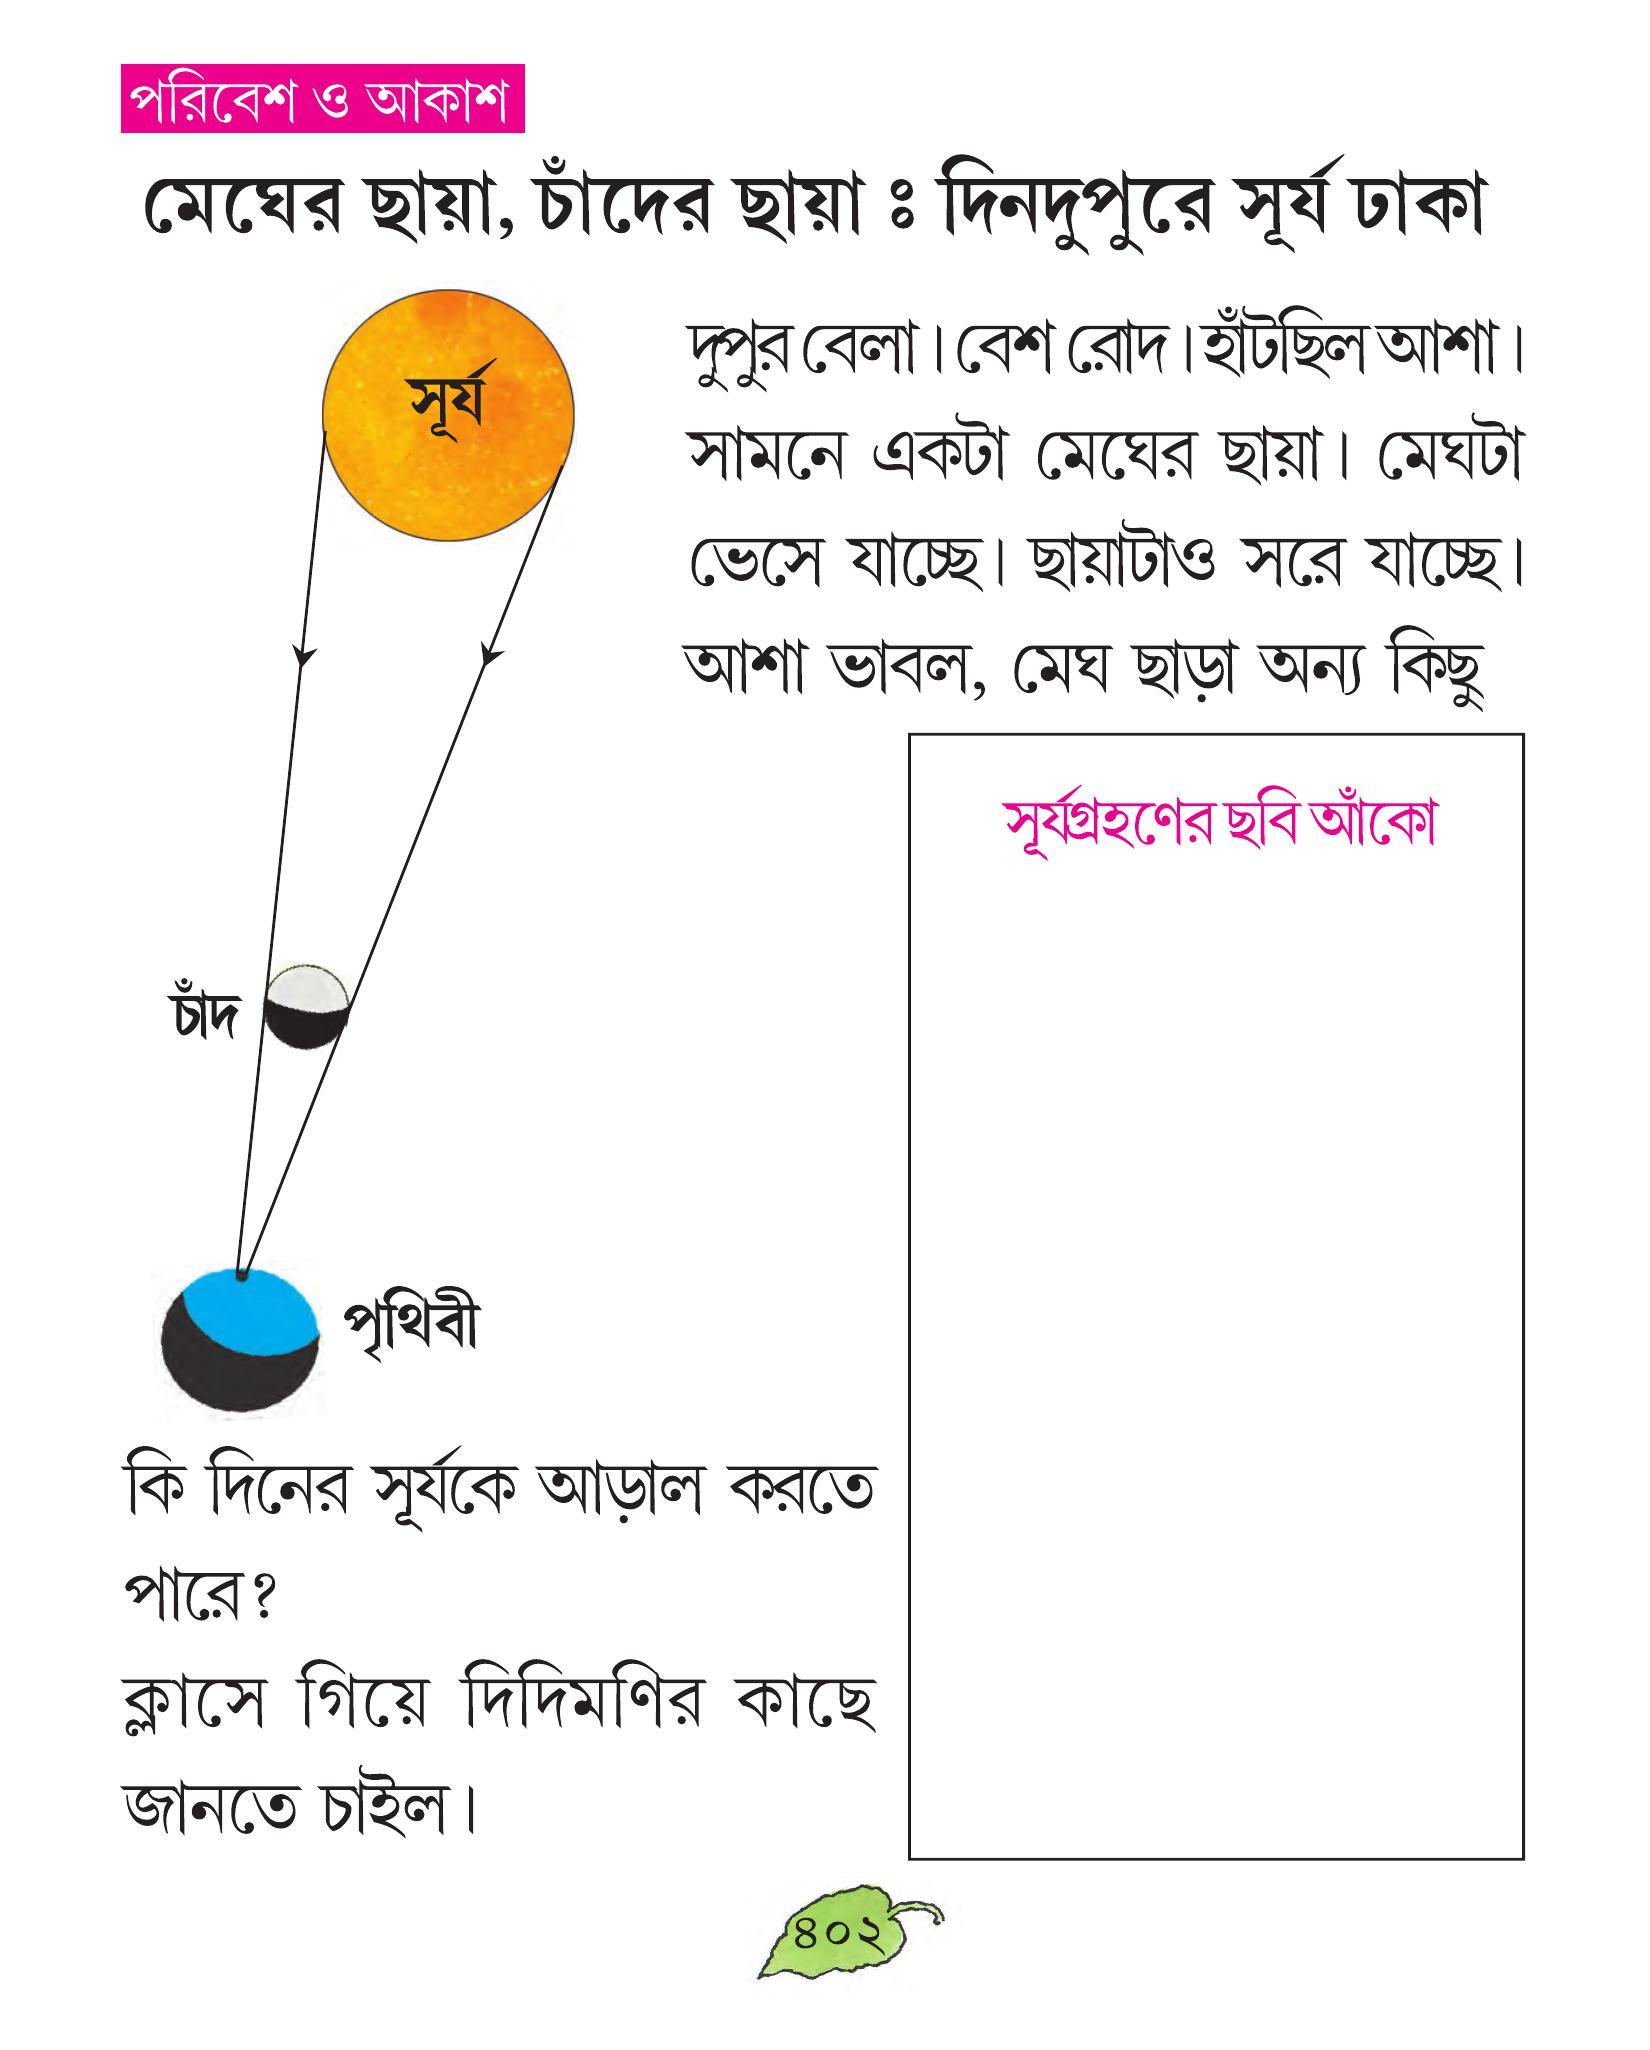 পরিবেশ ও আকাশ
মেঘের ছায়া, চাঁদের ছায়া ঃ দিনদুপুরে সূর্য ঢাকা
সূর্য
দুপুর বেলা। বেশ রোদ। হাঁটছিল আশা।
সামনে একটা মেঘের ছায়া। মেঘটা
ভেসে যাচ্ছে। ছায়াটাও সরে যাচ্ছে।
আশা ভাবল, মেঘ ছাড়া অন্য কিছু
সূর্যগ্রহণের ছবি আঁকো
চাঁদ
পৃথিবী
কি দিনের সূর্যকে আড়াল করতে
পারে?
ক্লাসে গিয়ে দিদিমণির কাছে
জানতে চাইল।
৪০২